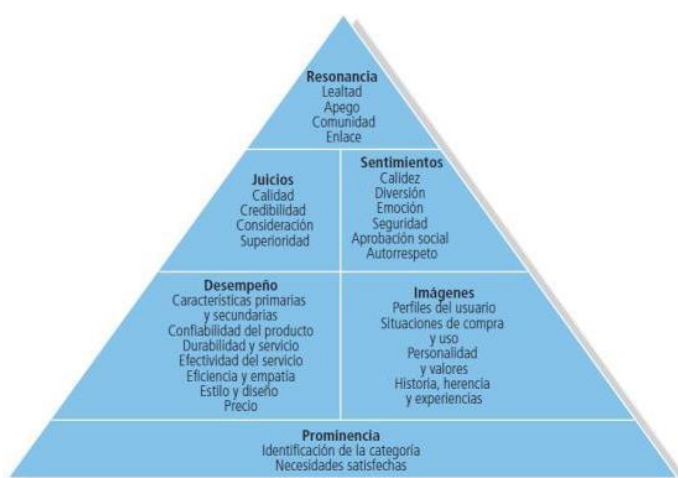 Resonancia
Lealtad
Apego
Comunidad
Enlace
Juicios
Calidad
Credibilidad
Consideración
Superioridad
Sentimientos
Calidez
Diversión
Emoción
Seguridad
Aprobación social
Autorrespeto
Desempeño
Características primarias
y secundarias
Confiabilidad del producto
Durabilidad y servicio
Efectividad del servicio
Eficiencia y empatía
Estilo y diseño
Precio
Imágenes
Perfiles del usuario
Situaciones de compra
y uso
Personalidad
y valores
Historia, herencia
y experiencias
Prominencia
Identificación de la categoría
Necesidades satisfechas